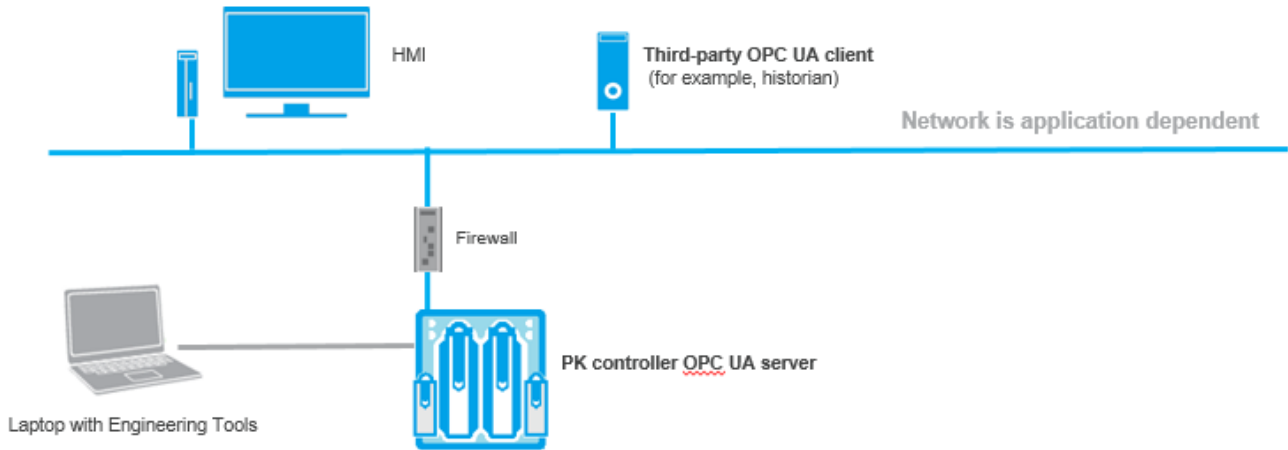 HMI
Third-party OPC UA client
(for example, historian)
Network is application dependent
Firewall
PK controller OPC UA server
Laptop with Engineering Tools